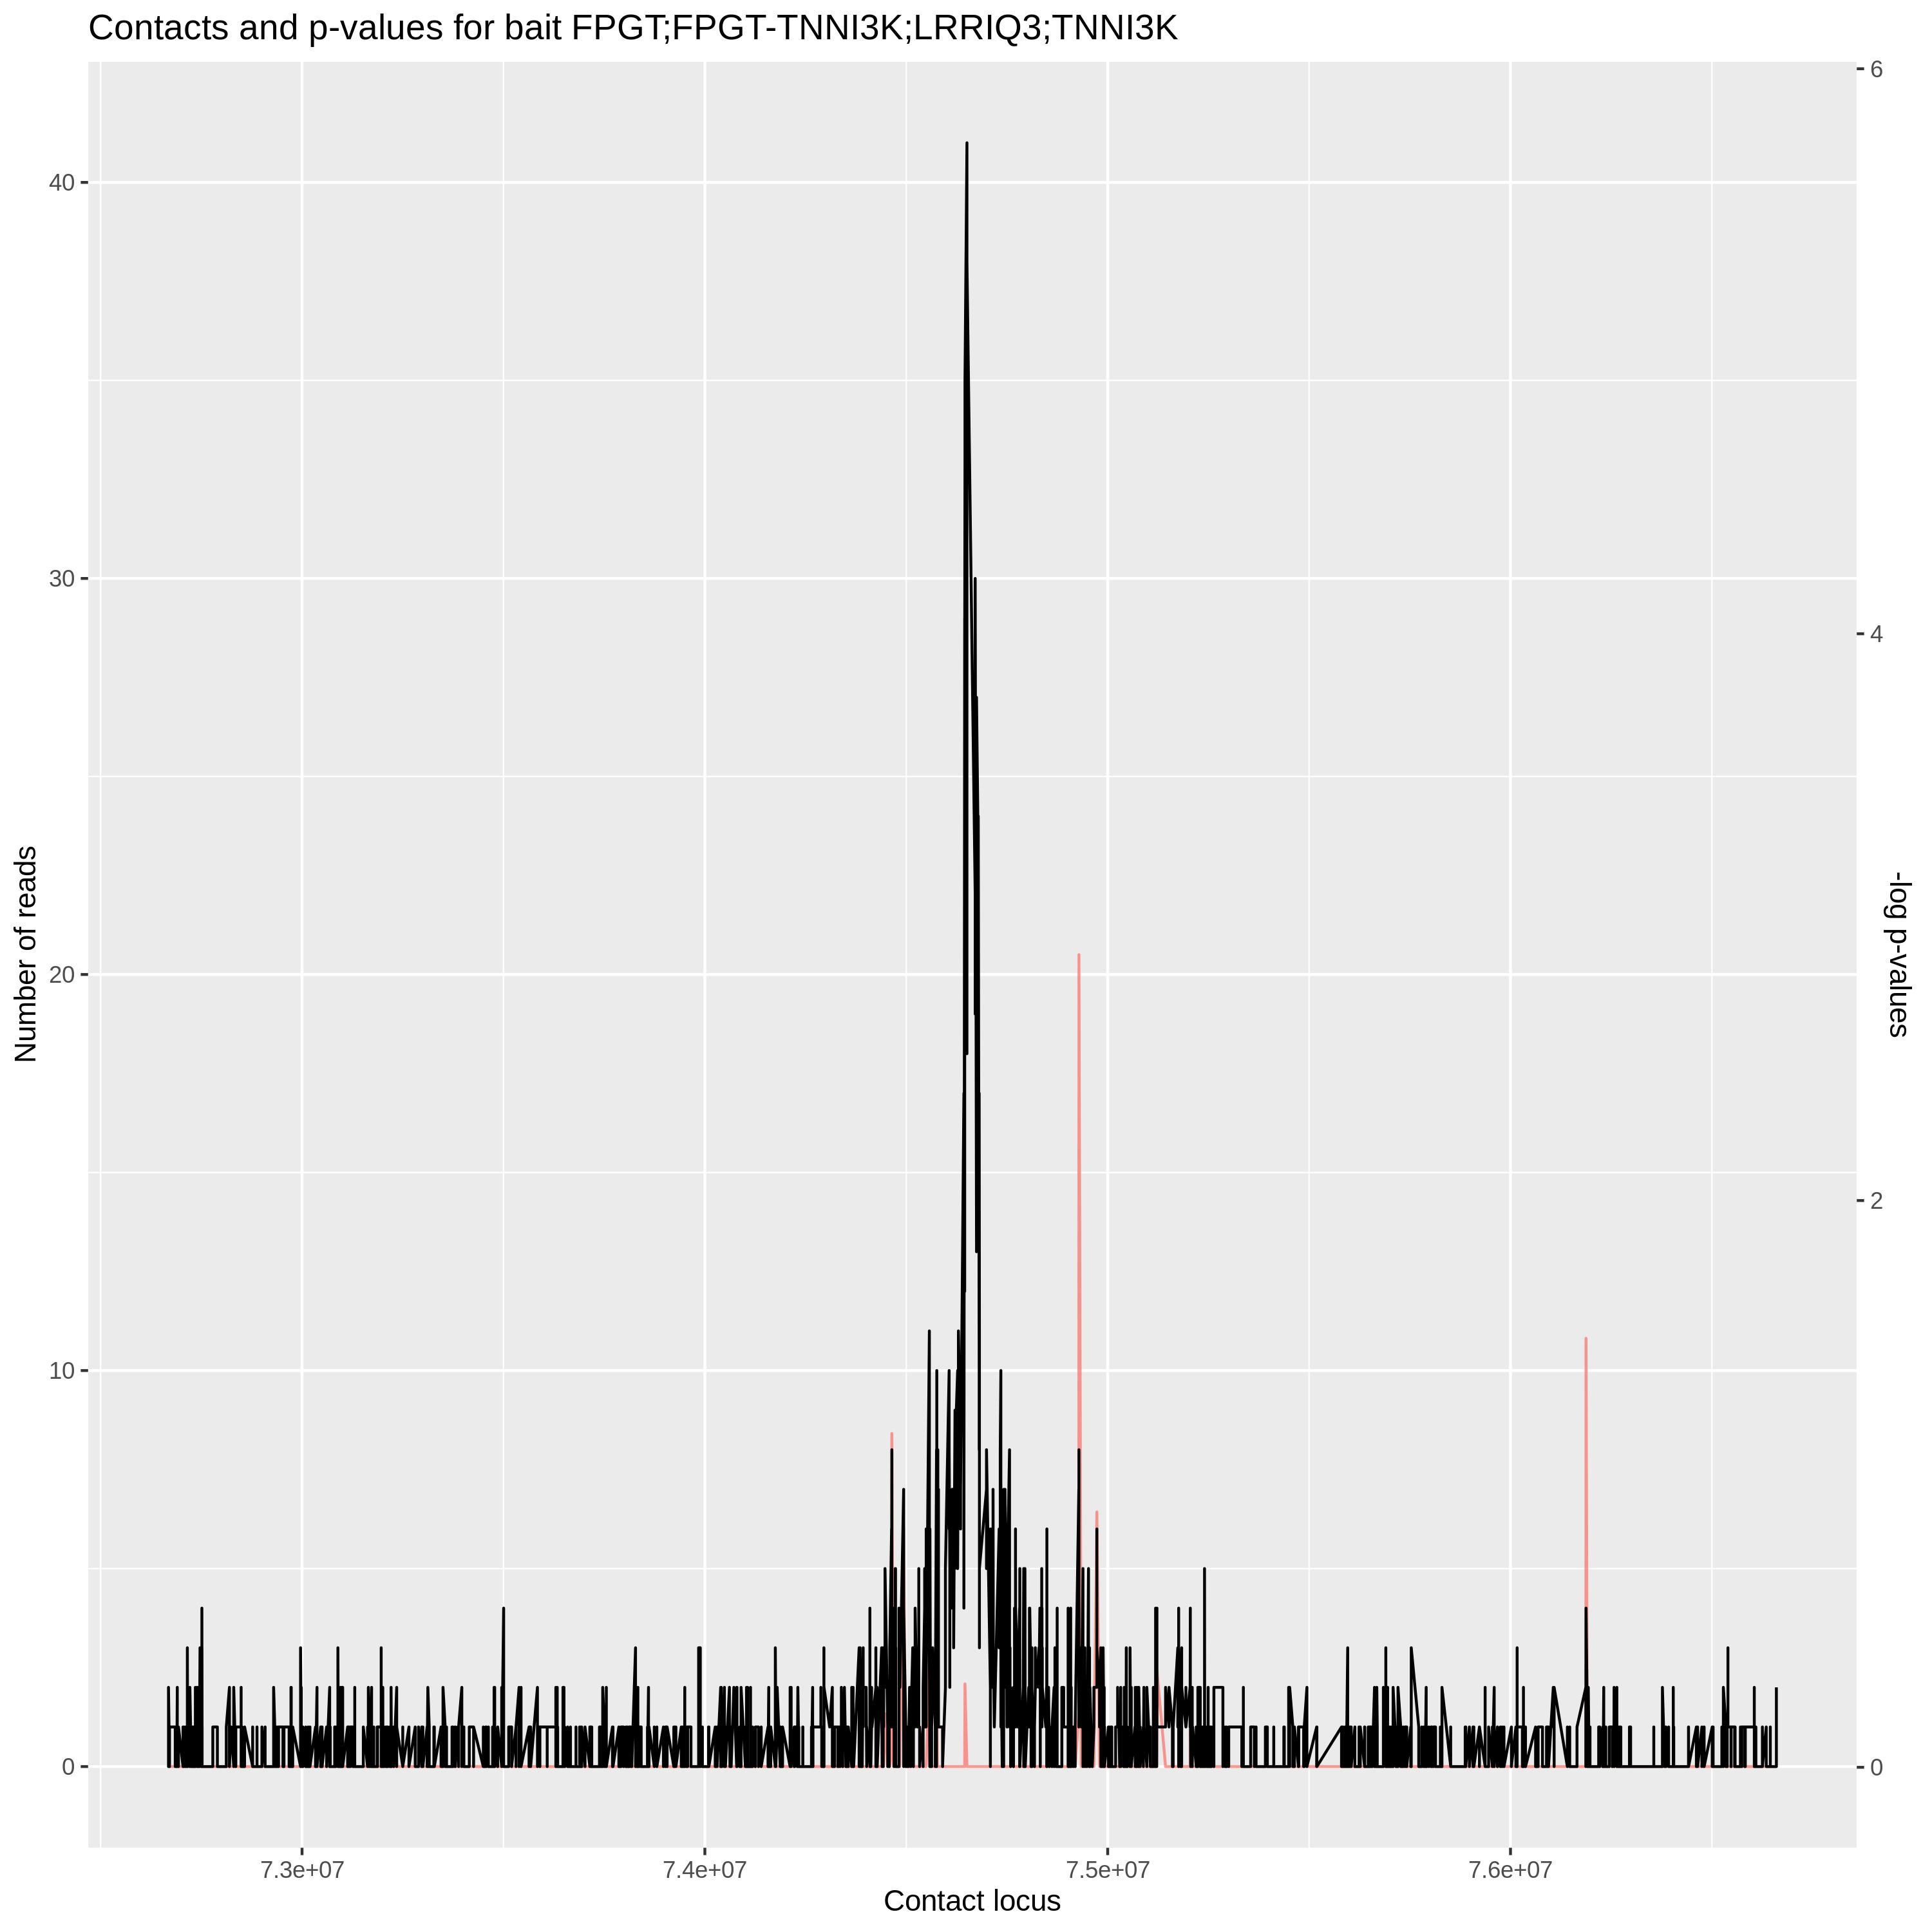 Contacts and p-values for bait FPGT;FPGT-TNNI3K;LRRIQ3;TNNI3K
6
40
30
4
Number of reads
-log p-values
20
2
10
0
0
7.3e+07
7.4e+07
7.5e+07
7.6e+07
Contact locus